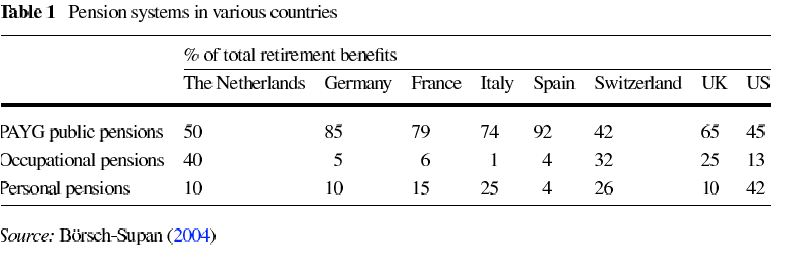 Table 1 Pension systems in various countries
% of total retirement benefits
The Netherlands Germany France Italy Spain Switzerland UK US
PAYG public pensions 50 85 79 74 92 42 65 45
Occupational pensions 40 5 6 1 4 32 25 13
Personal pensions 10 10 15 25 4 26 10 42
Source: Börsch-Supan (2004)